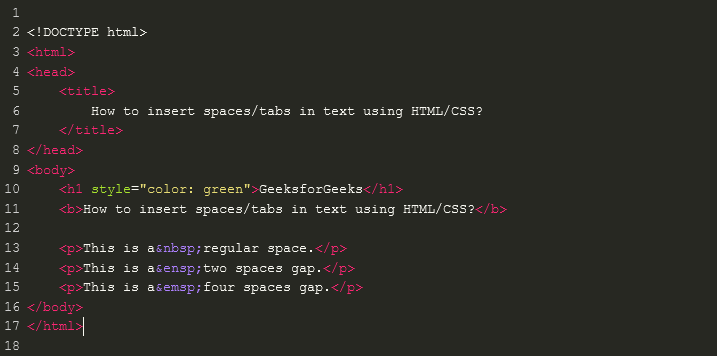 1
2 <!DOCTYPE html>
3 <html>
4 <head>
5     <title>
6         How to insert spaces/tabs in text using HTML/CSS?
7     </title>
8 </head>
9 <body>
10     <h1 style="color: green">GeeksforGeeks</h1>
11     <b>How to insert spaces/tabs in text using HTML/CSS?</b>
12
13     <p>This is a&nbsp;regular space.</p>
14     <p>This is a&ensp;two spaces gap.</p>
15     <p>This is a&emsp;four spaces gap.</p>
16 </body>
17 </html>
18